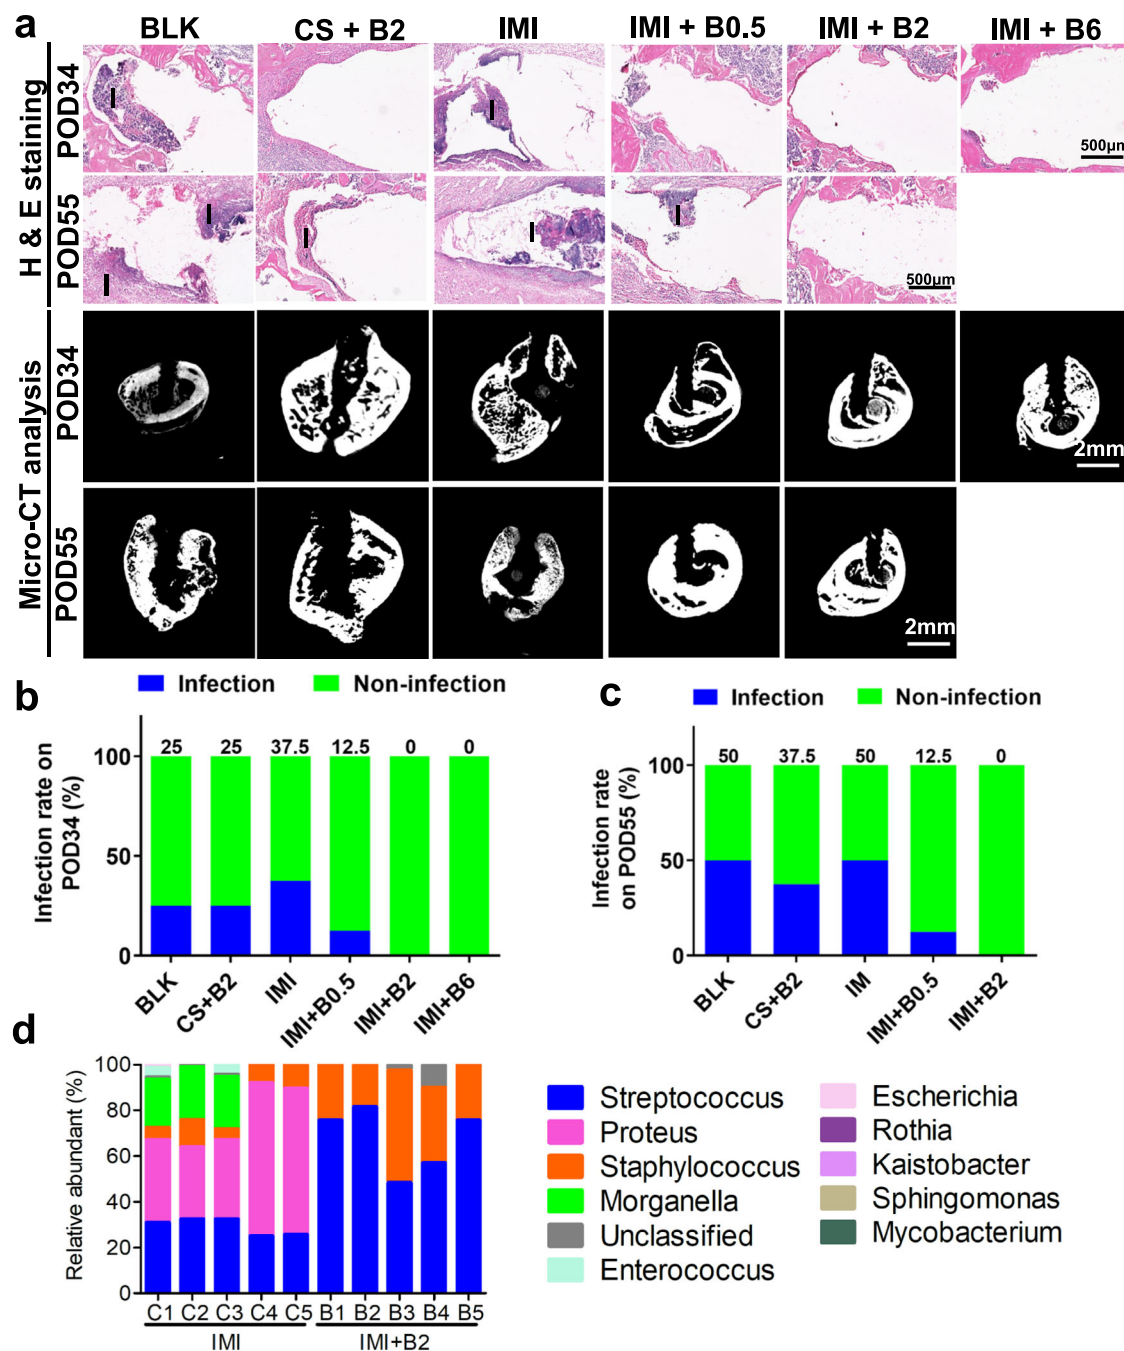 a
BLK CS + B2 IMI IMI + B0.5 IMI + B2 IMI + B6
H & E staining
POD34
I
I
500μm
POD55
I
I
I
I
I
500μm
Micro-CT analysis
POD34
2mm
POD55
2mm
b
Infection Non-infection
Infection rate on
POD34 (%)
25 25 37.5 12.5 0 0
100
50
0
BLK CS+B2 IMI IMI+B0.5 IMI+B2 IMI+B6
c
Infection Non-infection
Infection rate
on POD55 (%)
50 37.5 50 12.5 0
100
50
0
BLK CS+B2 IM IMI+B0.5 IMI+B2
d
Relative abundant (%)
100
80
60
40
20
0
C1 C2 C3 C4 C5 B1 B2 B3 B4 B5
IMI IMI+B2
Streptococcus
Proteus
Staphylococcus
Morganella
Unclassified
Enterococcus
Escherichia
Rothia
Kaistobacter
Sphingomonas
Mycobacterium